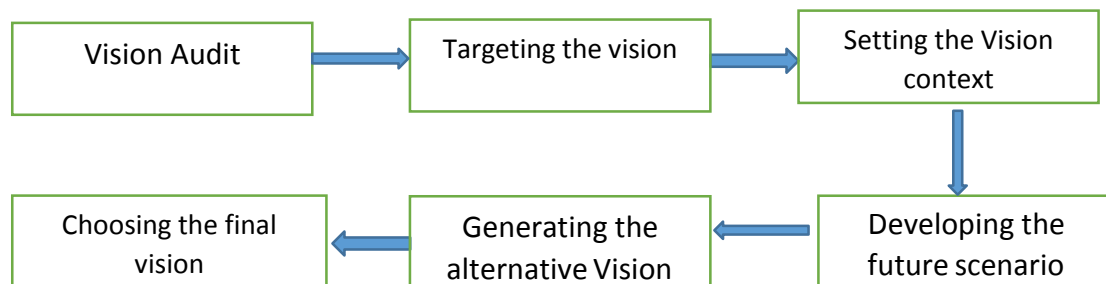 Vision Audit
Targeting the vision
Setting the Vision
context
Developing the
future scenario
Generating the
alternative Vision
Choosing the final
vision